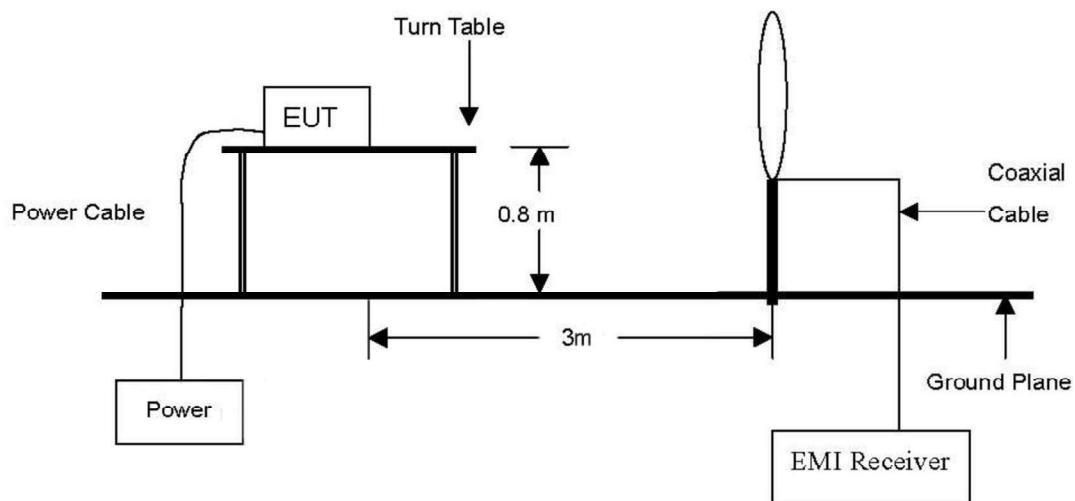 Turn Table
EUT
Coaxial
Cable
Power Cable
0.8 m
3m
Ground Plane
Power
EMI Receiver